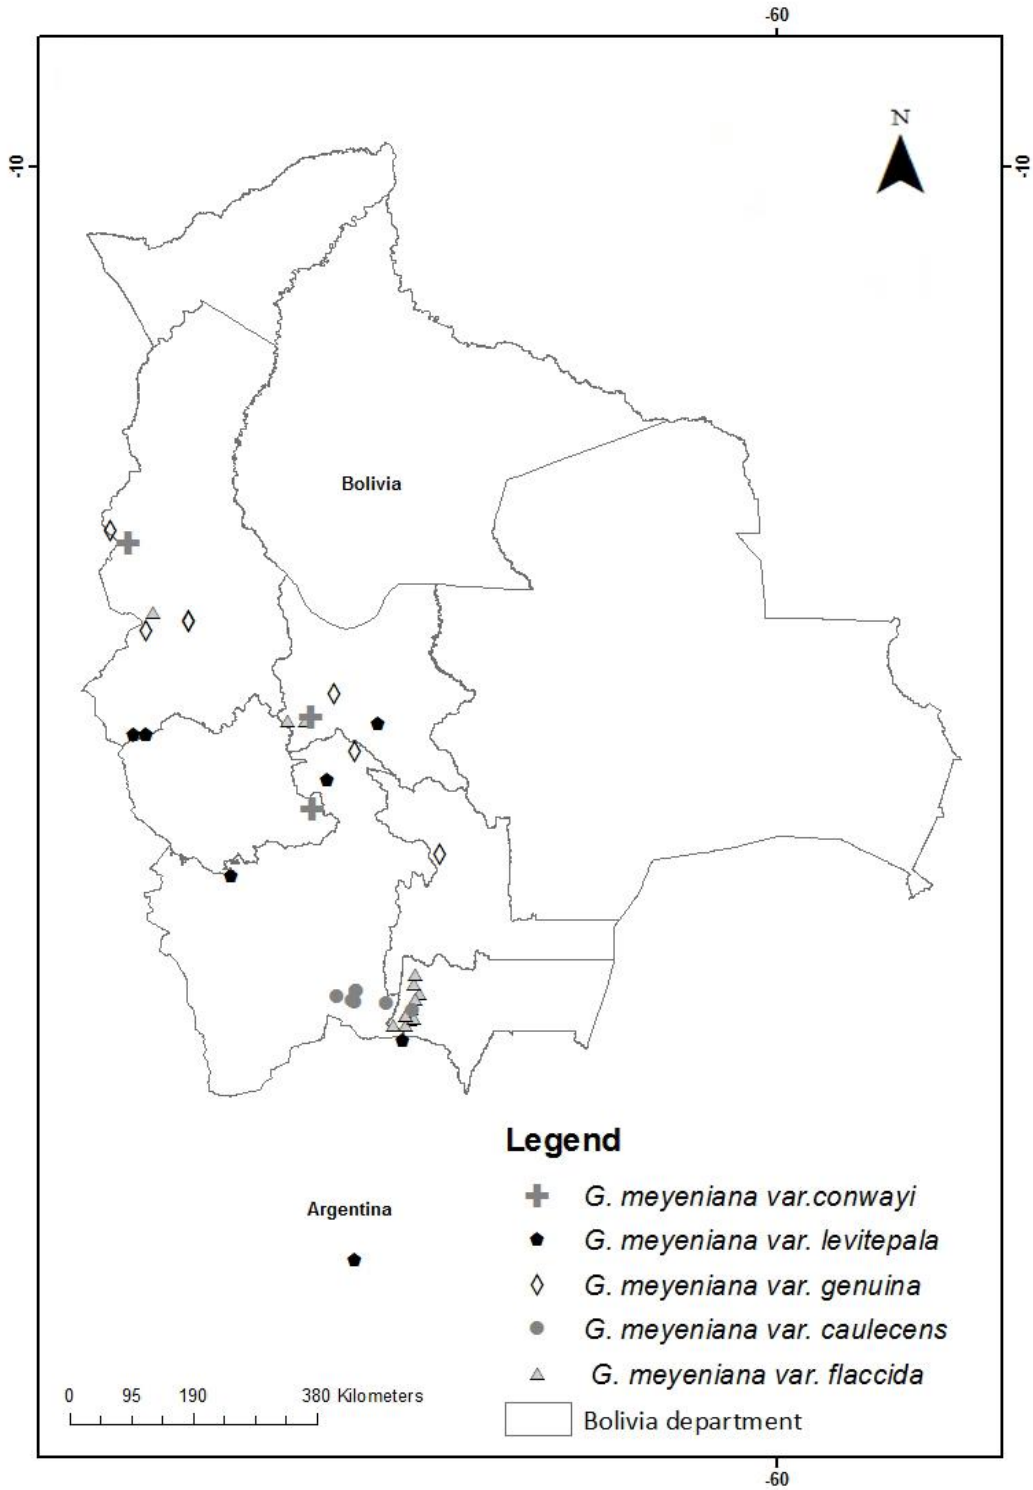 -60
N
-10
-10
Bolivia
Legend
G. meyeniana var.conwayi
Argentina
G. meyeniana var. levitepala
G. meyeniana var. genuina
G. meyeniana var. caulecens
G. meyeniana var. flaccida
0 95 190 380 Kilometers
Bolivia department
-60